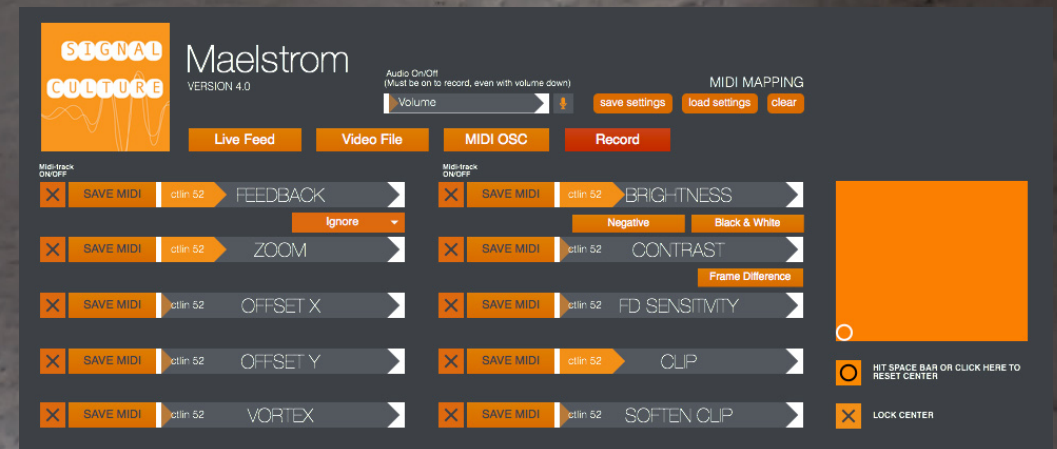 SIGNAL
CULTURE
Maelstrom
VERSION 4.0
Audio On/Off
(Must be on to record, even with volume down)
Volume
MIDI MAPPING
save settings
load settings
clear
Live Feed
Video File
MIDI OSC
Record
Midi-track
ON/OFF
SAVE MIDI ctlin 52 FEEDBACK
Ignore
SAVE MIDI ctlin 52 ZOOM
SAVE MIDI ctlin 52 OFFSET X
SAVE MIDI ctlin 52 OFFSET Y
SAVE MIDI ctlin 52 VORTEX
Midi-track
ON/OFF
SAVE MIDI ctlin 52 BRIGHTNESS
Negative
Black & White
SAVE MIDI ctlin 52 CONTRAST
Frame Difference
SAVE MIDI ctlin 52 FD SENSITIVITY
SAVE MIDI ctlin 52 CLIP
SAVE MIDI ctlin 52 SOFTEN CLIP
HIT SPACE BAR OR CLICK HERE TO
RESET CENTER
LOCK CENTER